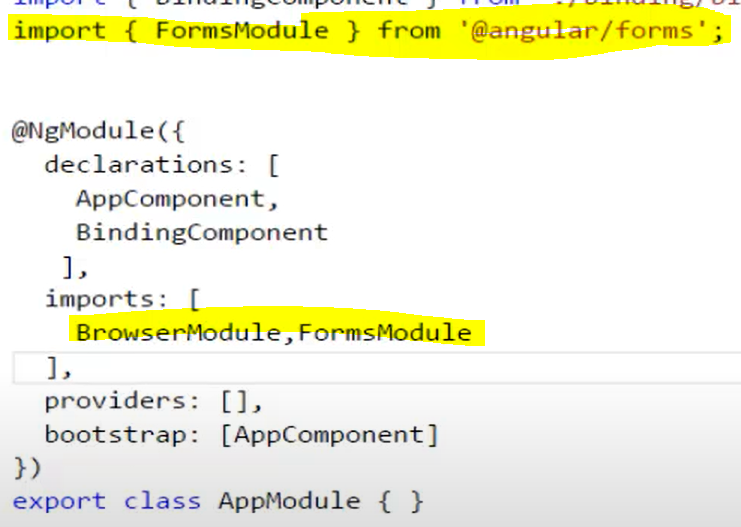 import { BindingComponent } from './binding/bi
import { FormsModule } from '@angular/forms';
@NgModule({
declarations: [
AppComponent,
BindingComponent
],
imports: [
BrowserModule,FormsModule
],
providers: [],
bootstrap: [AppComponent]
})
export class AppModule { }